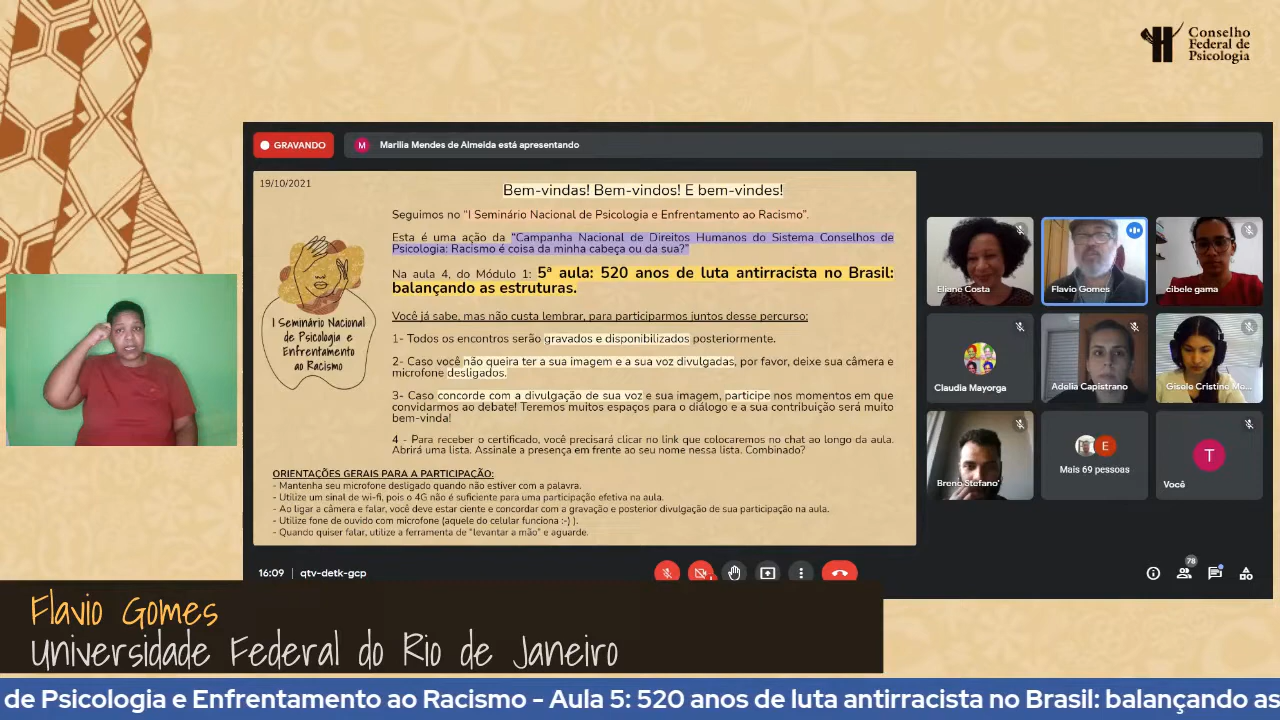 Conselho
Federal de
Psicologia
GRAVANDO
M
Marilia Mendes de Almeida está apresentando
19/10/2021
Bem-vindas! Bem-vindos! E bem-vindes!
Seguimos no "I Seminário Nacional de Psicologia e Enfrentamento ao Racismo".
Esta é uma ação da "Campanha Nacional de Direitos Humanos do Sistema Conselhos de
Psicologia: Racismo é coisa da minha cabeça ou da sua?"
Na aula 4, do Módulo 1: 5ª aula: 520 anos de luta antirracista no Brasil:
balançando as estruturas.
Você já sabe, mas não custa lembrar, para participarmos juntos desse percurso:
1- Todos os encontros serão gravados e disponibilizados posteriormente.
2- Caso você não queira ter a sua imagem e a sua voz divulgadas, por favor, deixe sua câmera e
microfone desligados.
3- Caso concorde com a divulgação de sua voz e sua imagem, participe nos momentos em que
convidarmos ao debate! Teremos muitos espaços para o diálogo e a sua contribuição será muito
bem-vinda!
4 - Para receber o certificado, você precisará clicar no link que colocaremos no chat ao longo da aula.
Abrirá uma lista. Assinale a presença em frente ao seu nome nessa lista. Combinado?
I Seminário Nacional
de Psicologia e
Enfrentamento
ao Racismo
ORIENTAÇÕES GERAIS PARA A PARTICIPAÇÃO:
- Mantenha seu microfone desligado quando não estiver com a palavra.
- Utilize um sinal de wi-fi, pois o 4G não é suficiente para uma participação efetiva na aula.
- Ao ligar a câmera e falar, você deve estar ciente e concordar com a gravação e posterior divulgação de sua participação na aula.
- Utilize fone de ouvido com microfone (aquele do celular funciona :-) ).
- Quando quiser falar, utilize a ferramenta de "levantar a mão" e aguarde.
Eliane Costa
Flavio Gomes
cibele gama
Claudia Mayorga
Adelia Capistrano
Gisele Cristine Mo...
Breno Stefano'
E
Mais 69 pessoas
T
Você
16:09 | qtv-detk-gcp
78
Flavio Gomes
Universidade Federal do Rio de Janeiro
de Psicologia e Enfrentamento ao Racismo - Aula 5: 520 anos de luta antirracista no Brasil: balançando as